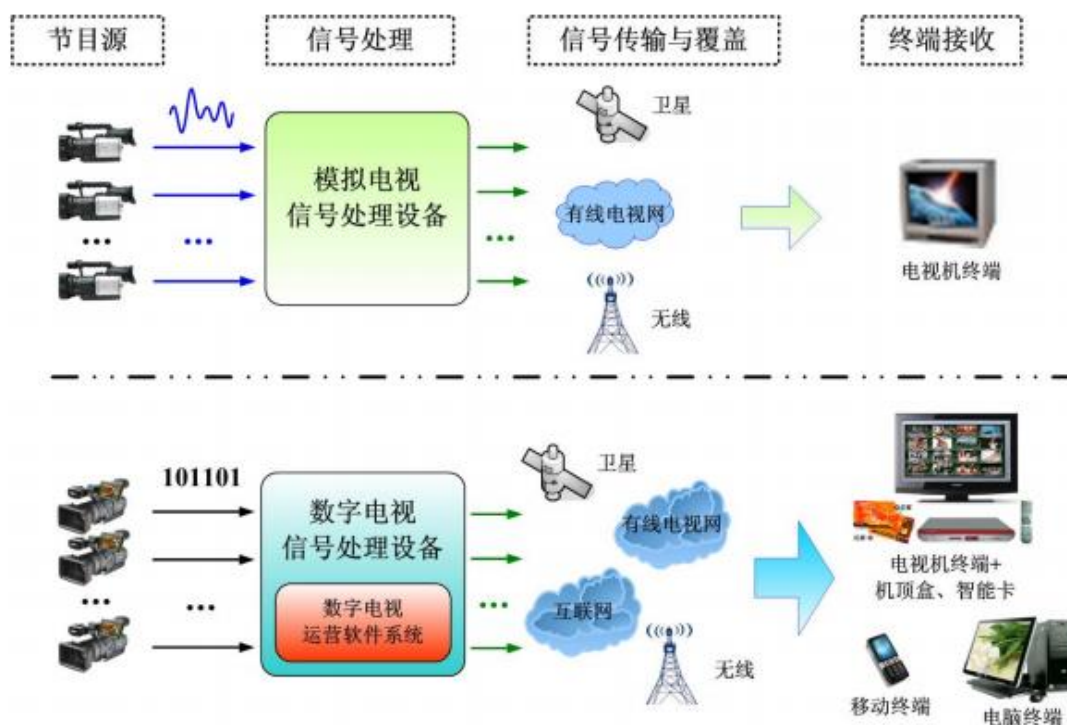 节目源
信号处理
信号传输与覆盖
终端接收
模拟电视
信号处理设备
卫星
有线电视网
无线
电视机终端
101101
数字电视
信号处理设备
数字电视
运营软件系统
卫星
有线电视网
互联网
无线
电视机终端+
机顶盒、智能卡
移动终端
电脑终端